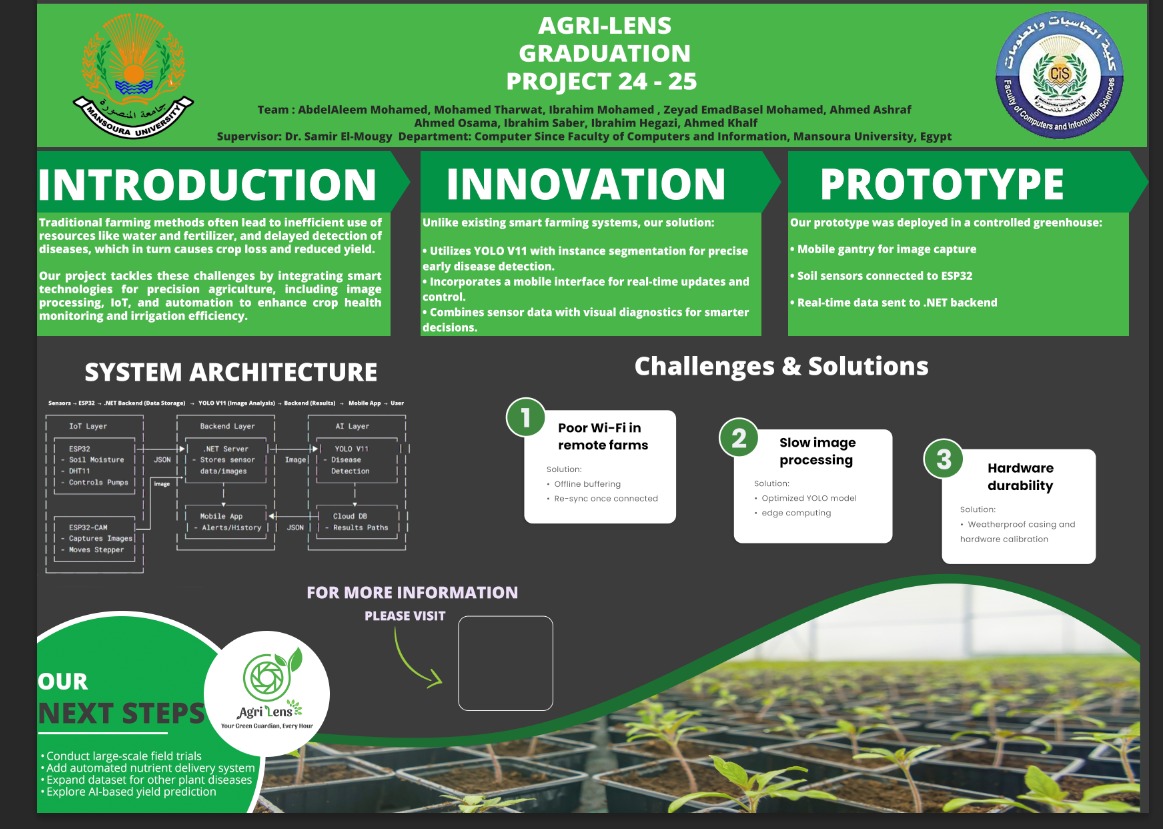 AGRI-LENS
GRADUATION
PROJECT 24 - 25
Team : AbdelAleem Mohamed, Mohamed Tharwat, Ibrahim Mohamed , Zeyad EmadBasel Mohamed, Ahmed Ashraf
Ahmed Osama, Ibrahim Saber, Ibrahim Hegazi, Ahmed Khalf
Supervisor: Dr. Samir El-Mougy Department: Computer Since Faculty of Computers and Information, Mansoura University, Egypt
جامعة المنصورة
MANSOURA UNIVERSITY
كلية الحاسبات والمعلومات
CIS
Faculty of Computers and Information Sciences
INTRODUCTION
Traditional farming methods often lead to inefficient use of
resources like water and fertilizer, and delayed detection of
diseases, which in turn causes crop loss and reduced yield.
Our project tackles these challenges by integrating smart
technologies for precision agriculture, including image
processing, IoT, and automation to enhance crop health
monitoring and irrigation efficiency.
INNOVATION
Unlike existing smart farming systems, our solution:
• Utilizes YOLO V11 with instance segmentation for precise
early disease detection.
• Incorporates a mobile interface for real-time updates and
control.
• Combines sensor data with visual diagnostics for smarter
decisions.
PROTOTYPE
Our prototype was deployed in a controlled greenhouse:
• Mobile gantry for image capture
• Soil sensors connected to ESP32
• Real-time data sent to .NET backend
SYSTEM ARCHITECTURE
Sensors → ESP32 → .NET Backend (Data Storage) → YOLO V11 (Image Analysis) → Backend (Results) → Mobile App → User
IoT Layer
ESP32
- Soil Moisture
- DHT11
- Controls Pumps
ESP32-CAM
- Captures Images
- Moves Stepper
JSON
Image
Backend Layer
.NET Server
- Stores sensor
data/images
Mobile App
- Alerts/History
Image
JSON
AI Layer
YOLO V11
- Disease
Detection
Cloud DB
- Results Paths
Challenges & Solutions
1
Poor Wi-Fi in
remote farms
Solution:
• Offline buffering
• Re-sync once connected
2
Slow image
processing
Solution:
• Optimized YOLO model
• edge computing
3
Hardware
durability
Solution:
• Weatherproof casing and
hardware calibration
FOR MORE INFORMATION
PLEASE VISIT
OUR
NEXT STEPS
• Conduct large-scale field trials
• Add automated nutrient delivery system
• Expand dataset for other plant diseases
• Explore AI-based yield prediction
Agri Lens
Your Green Guardian, Every Hour